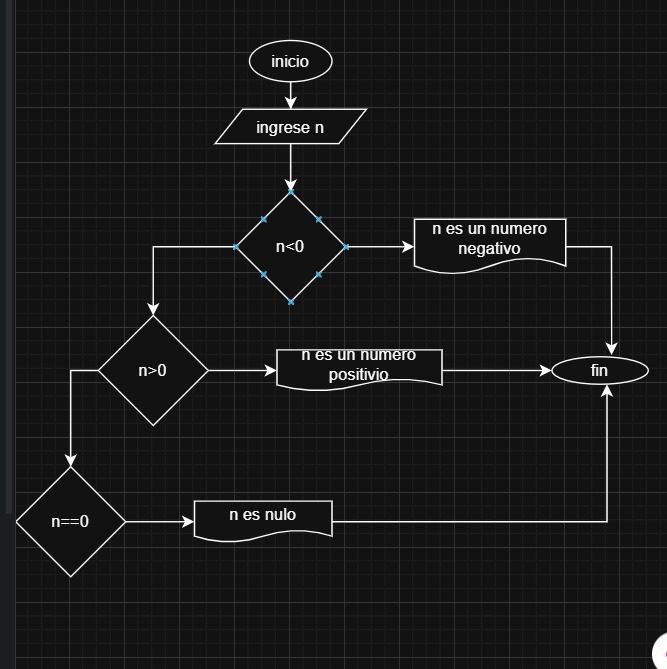 inicio
ingrese n
n<0
n es un numero
negativo
n>0
n es un numero
positivio
fin
n==0
n es nulo